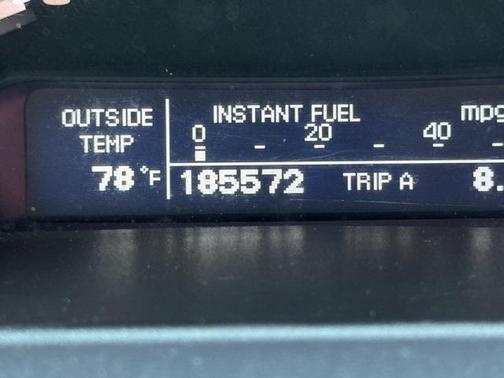 OUTSIDE TEMP
78 °F
INSTANT FUEL mpg
0 20 40
185572 TRIP A 8.